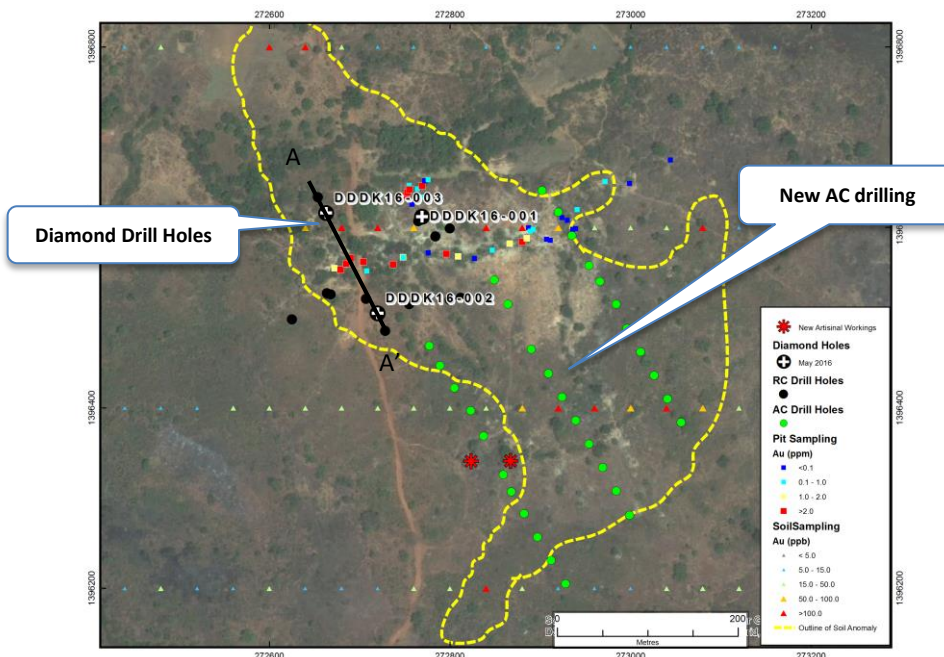 272600
272800
273000
273200
1396800
1396800
A
DDDK16-003
DDDK16-001
Diamond Drill Holes
New AC drilling
DDDK16-002
A'
New Artisinal Workings
Diamond Holes
May 2016
RC Drill Holes
AC Drill Holes
Pit Sampling
Au (ppm)
<0.1
0.1 - 1.0
1.0 - 2.0
>2.0
SoilSampling
Au (ppb)
< 5.0
5.0 - 15.0
15.0 - 50.0
50.0 - 100.0
>100.0
Outline of Soil Anomaly
1396400
1396200
1396200
0
200
Metres
272600
272800
273000
273200